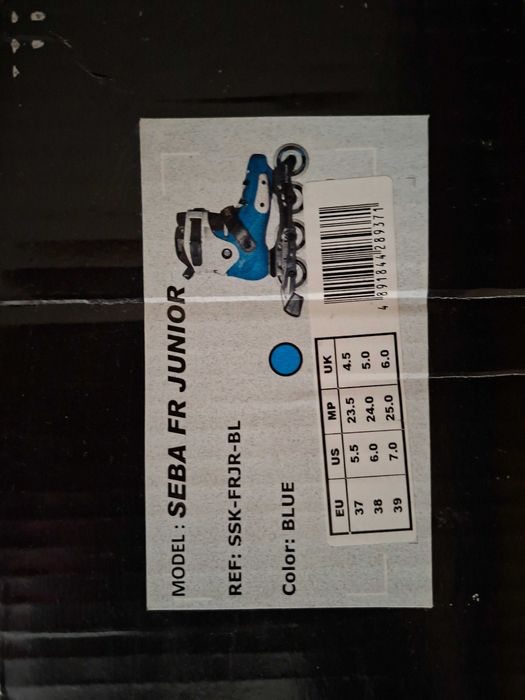 MODEL : SEBA FR JUNIOR
REF: SSK-FRJR-BL
Color: BLUE
4 891844 289371
EU US MP UK
37 5.5 23.5 4.5
38 6.0 24.0 5.0
39 7.0 25.0 6.0